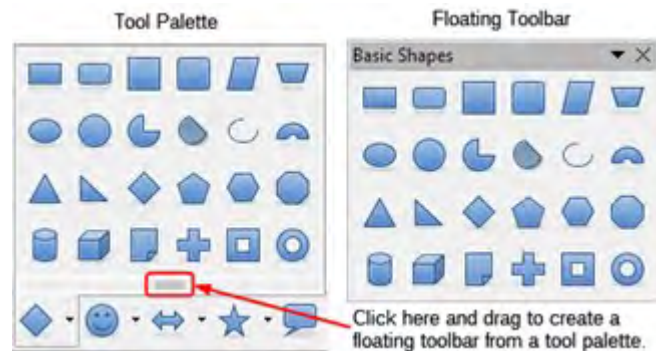 Tool Palette
Floating Toolbar
Basic Shapes
Click here and drag to create a
floating toolbar from a tool palette.